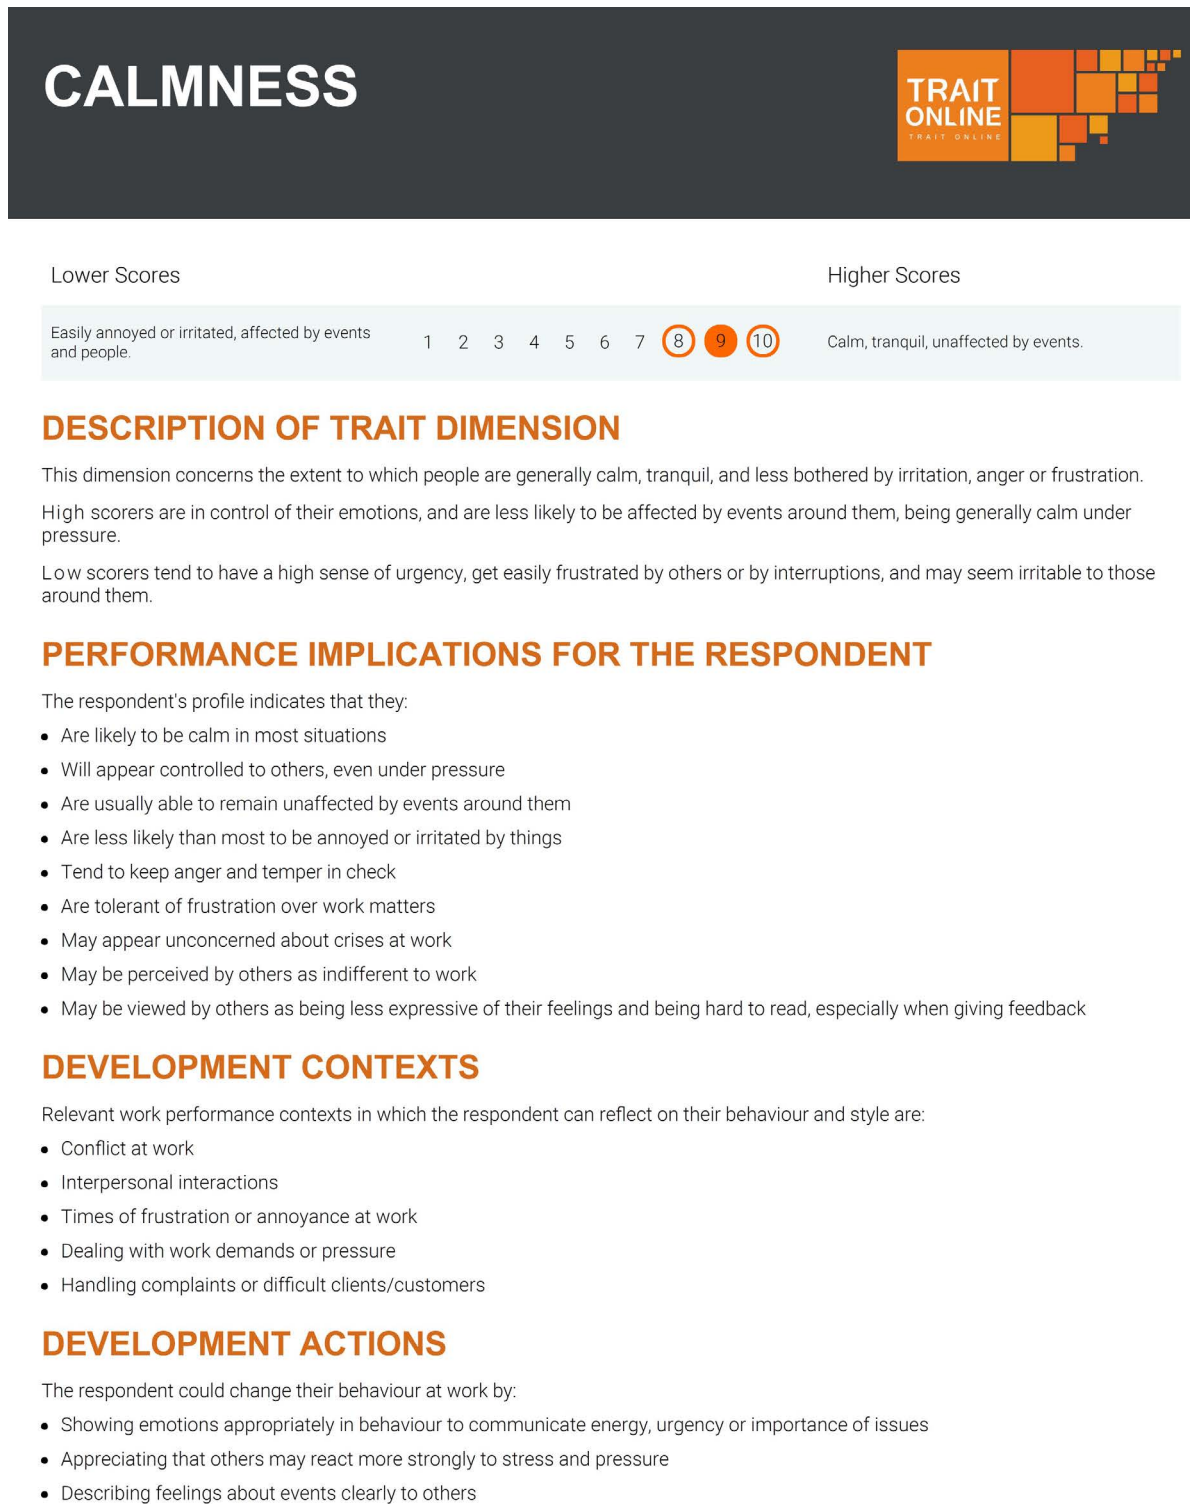 CALMNESS
TRAIT
ONLINE
TRAIT ONLINE
Lower Scores
Higher Scores
Easily annoyed or irritated, affected by events
and people.
1 2 3 4 5 6 7 8 9 10
Calm, tranquil, unaffected by events.
DESCRIPTION OF TRAIT DIMENSION
This dimension concerns the extent to which people are generally calm, tranquil, and less bothered by irritation, anger or frustration.
High scorers are in control of their emotions, and are less likely to be affected by events around them, being generally calm under
pressure.
Low scorers tend to have a high sense of urgency, get easily frustrated by others or by interruptions, and may seem irritable to those
around them.
PERFORMANCE IMPLICATIONS FOR THE RESPONDENT
The respondent's profile indicates that they:
• Are likely to be calm in most situations
• Will appear controlled to others, even under pressure
• Are usually able to remain unaffected by events around them
• Are less likely than most to be annoyed or irritated by things
• Tend to keep anger and temper in check
• Are tolerant of frustration over work matters
• May appear unconcerned about crises at work
• May be perceived by others as indifferent to work
• May be viewed by others as being less expressive of their feelings and being hard to read, especially when giving feedback
DEVELOPMENT CONTEXTS
Relevant work performance contexts in which the respondent can reflect on their behaviour and style are:
• Conflict at work
• Interpersonal interactions
• Times of frustration or annoyance at work
• Dealing with work demands or pressure
• Handling complaints or difficult clients/customers
DEVELOPMENT ACTIONS
The respondent could change their behaviour at work by:
• Showing emotions appropriately in behaviour to communicate energy, urgency or importance of issues
• Appreciating that others may react more strongly to stress and pressure
• Describing feelings about events clearly to others